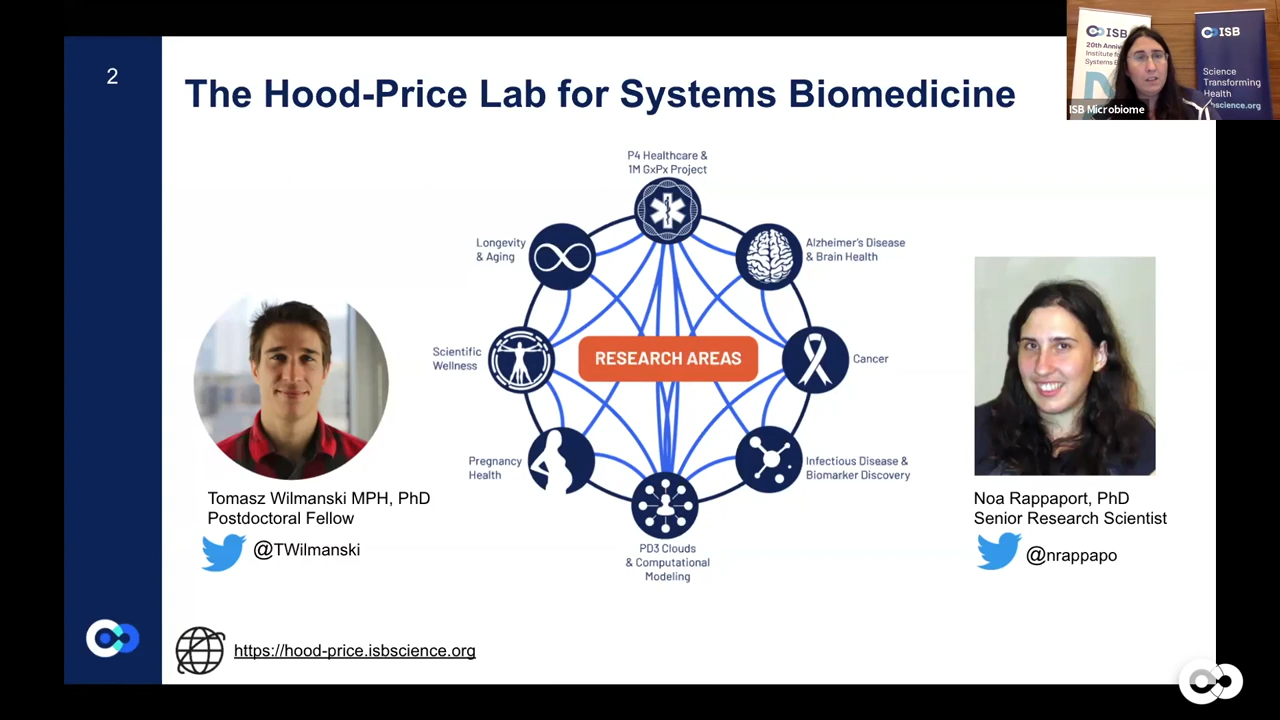 2
The Hood-Price Lab for Systems Biomedicine
ISB
20th Anni
Institute fo
Systems B
ISB
Science
Transforming
Health
bscience.org
ISB Microbiome
P4 Healthcare &
1M GxPx Project
Longevity
& Aging
Alzheimer's Disease
& Brain Health
Scientific
Wellness
RESEARCH AREAS
Cancer
Pregnancy
Health
Infectious Disease &
Biomarker Discovery
PD3 Clouds
& Computational
Modeling
Tomasz Wilmanski MPH, PhD
Postdoctoral Fellow
@TWilmanski
Noa Rappaport, PhD
Senior Research Scientist
@nrappapo
https://hood-price.isbscience.org